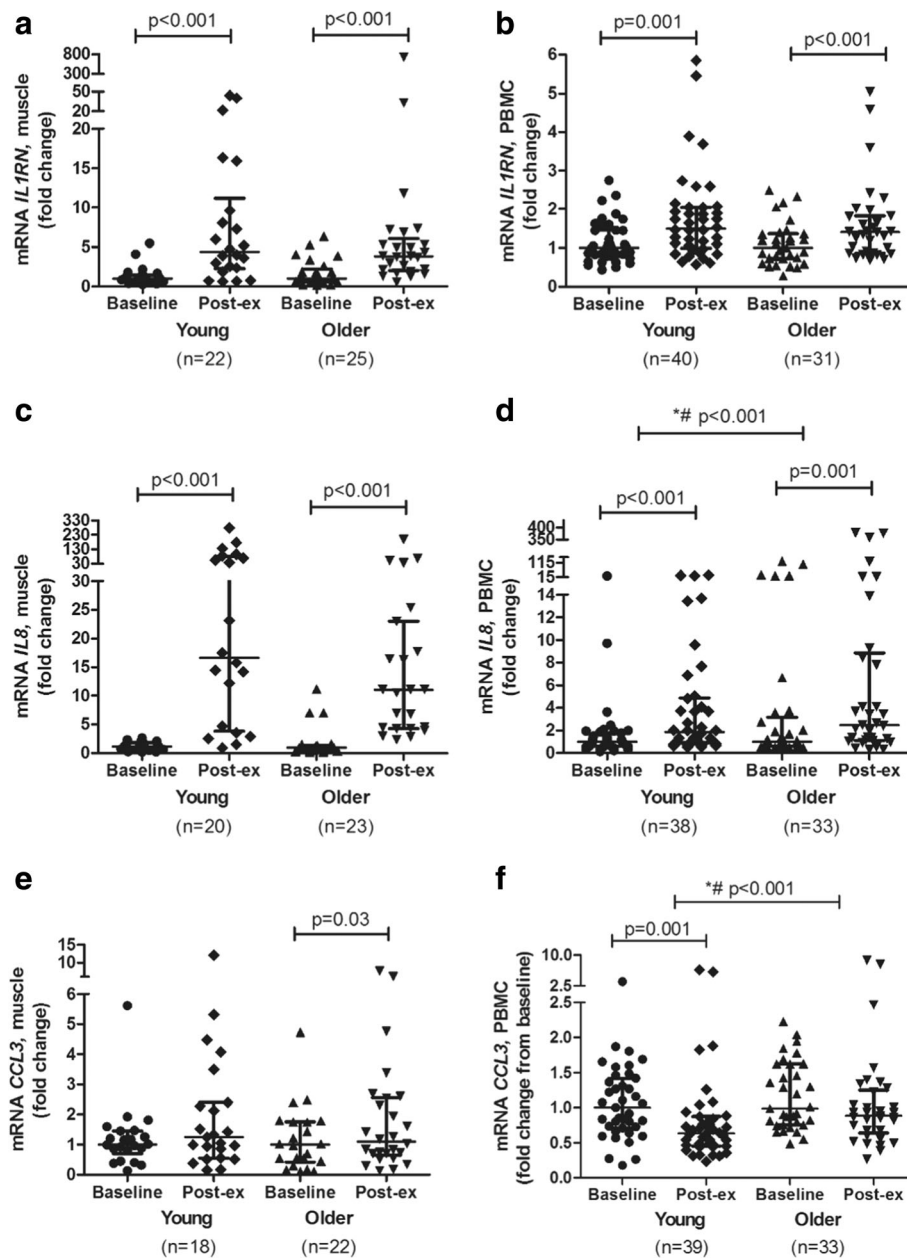 a
p<0.001
p<0.001
mRNA IL1RN, muscle
(fold change)
800
300
50
20
20
15
10
5
0
Baseline Post-ex Baseline Post-ex
Young Older
(n=22) (n=25)
b
p=0.001
p<0.001
mRNA IL1RN, PBMC
(fold change)
6
5
4
3
2
1
0
Baseline Post-ex Baseline Post-ex
Young Older
(n=40) (n=31)
c
p<0.001
p<0.001
mRNA IL8, muscle
(fold change)
330
230
130
30
30
20
15
10
5
0
Baseline Post-ex Baseline Post-ex
Young Older
(n=20) (n=23)
d
*# p<0.001
p<0.001
p=0.001
mRNA IL8, PBMC
(fold change)
400
350
115
15
14
12
10
8
6
4
2
0
Baseline Post-ex Baseline Post-ex
Young Older
(n=38) (n=33)
e
p=0.03
mRNA CCL3, muscle
(fold change)
15
10
6
5
4
3
2
1
0
Baseline Post-ex Baseline Post-ex
Young Older
(n=18) (n=22)
f
*# p<0.001
p=0.001
mRNA CCL3, PBMC
(fold change from baseline)
10.0
2.5
2.5
2.0
1.5
1.0
0.5
0.0
Baseline Post-ex Baseline Post-ex
Young Older
(n=39) (n=33)